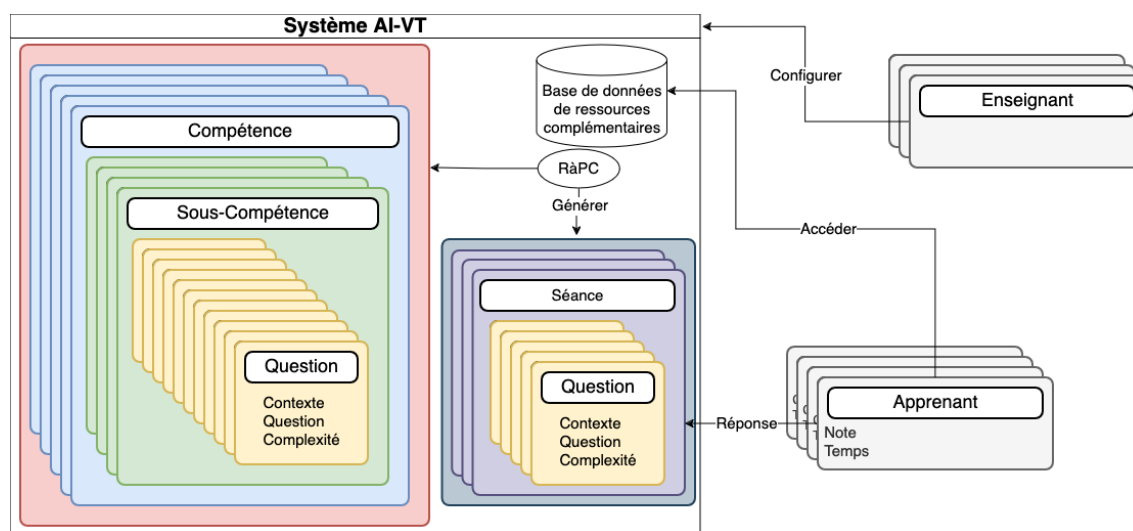 Système AI-VT
Compétence
Sous-Compétence
Question
Contexte
Question
Complexité
Base de données
de ressources
complémentaires
RàPC
Générer
Séance
Question
Contexte
Question
Complexité
Configurer
Enseignant
Accéder
Réponse
Apprenant
Note
Temps